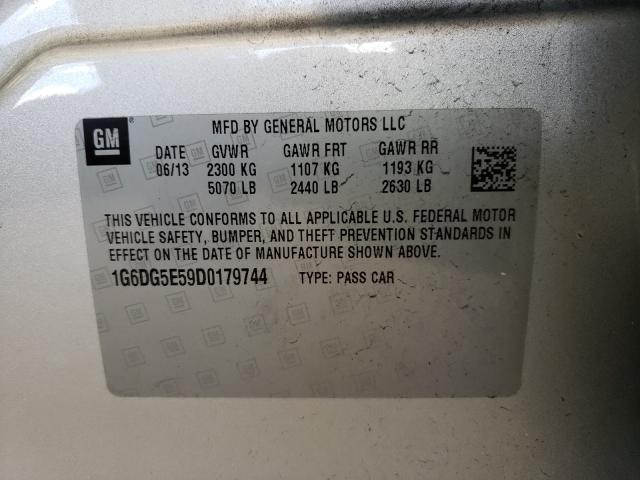 GM
MFD BY GENERAL MOTORS LLC
DATE GVWR GAWR FRT GAWR RR
06/13 2300 KG 1107 KG 1193 KG
5070 LB 2440 LB 2630 LB
THIS VEHICLE CONFORMS TO ALL APPLICABLE U.S. FEDERAL MOTOR
VEHICLE SAFETY, BUMPER, AND THEFT PREVENTION STANDARDS IN
EFFECT ON THE DATE OF MANUFACTURE SHOWN ABOVE.
1G6DG5E59D0179744 TYPE: PASS CAR